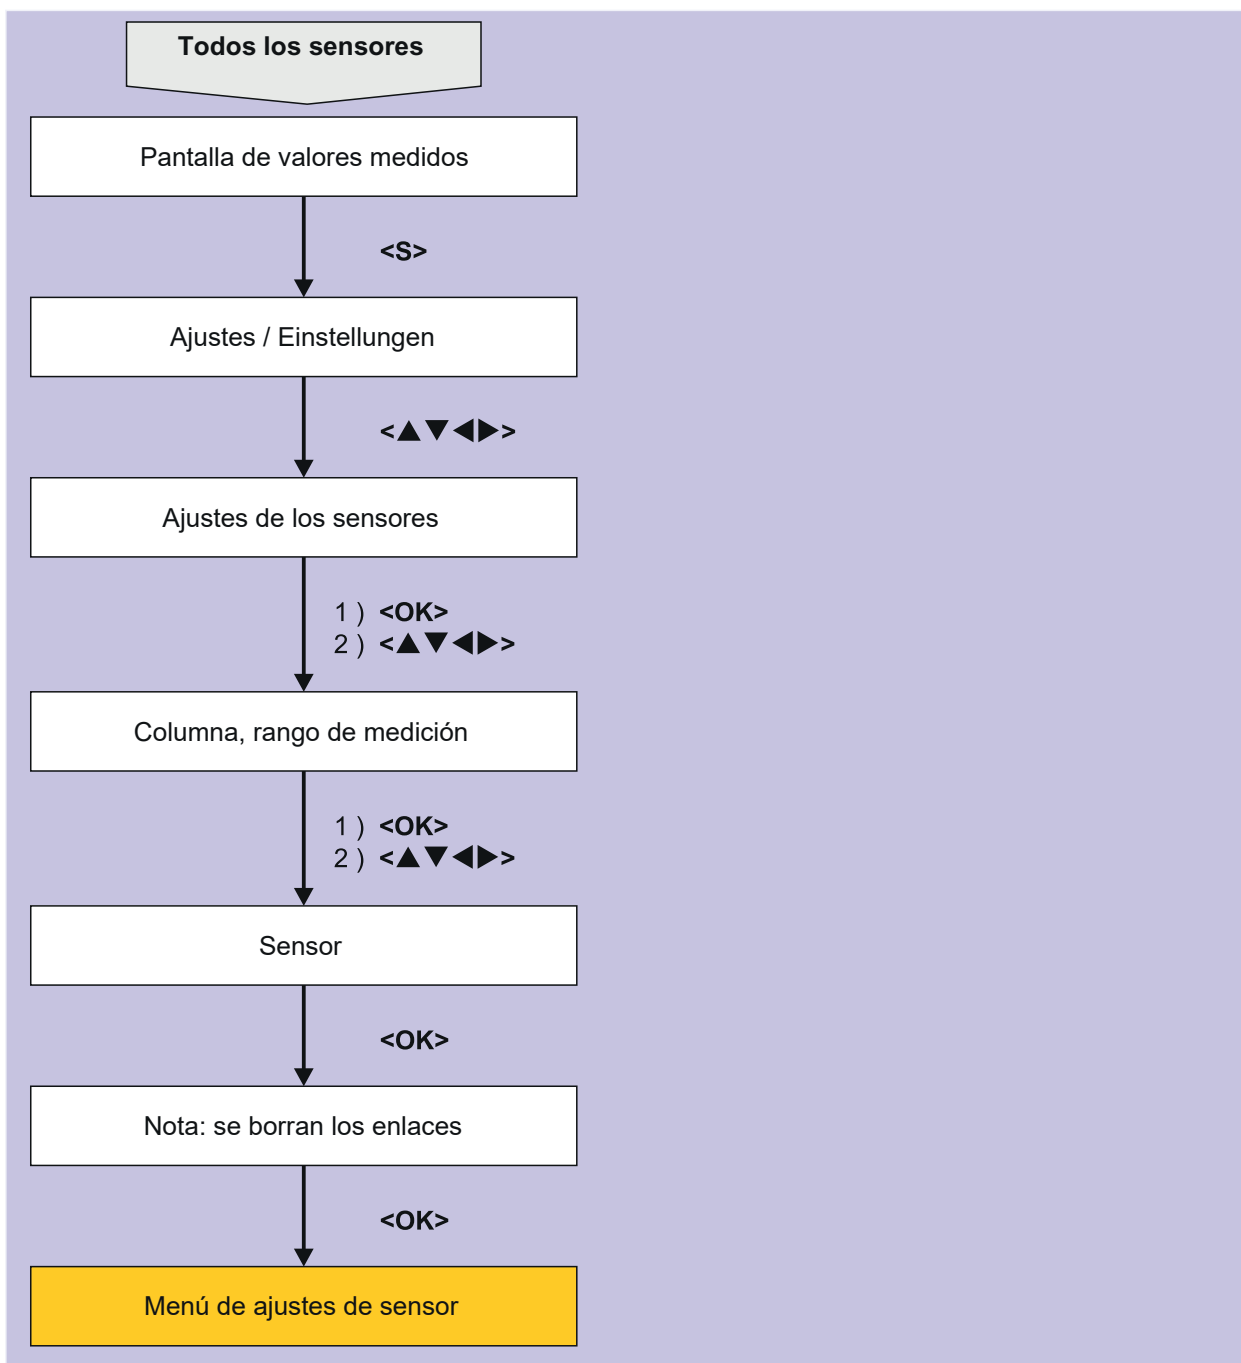 Todos los sensores
Pantalla de valores medidos
<S>
Ajustes / Einstellungen
<▲▼◀▶>
Ajustes de los sensores
1 ) <OK>
2 ) <▲▼◀▶>
Columna, rango de medición
1 ) <OK>
2 ) <▲▼◀▶>
Sensor
<OK>
Nota: se borran los enlaces
<OK>
Menú de ajustes de sensor